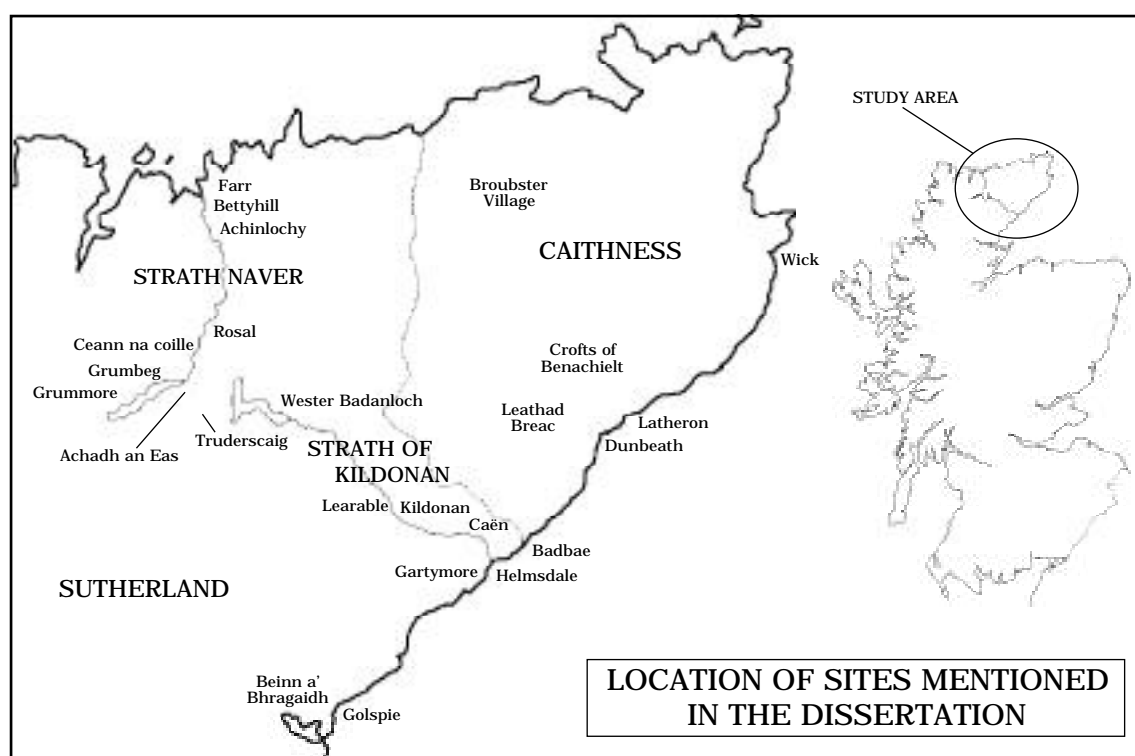 STUDY AREA
Farr
Bettyhill
Achinlochy
Broubster
Village
CAITHNESS
Wick
STRATH NAVER
Rosal
Ceann na coille
Grumbeg
Grummore
Crofts of
Benachielt
Wester Badanloch
Leathad
Breac
Latheron
Dunbeath
Truderscaig
Achadh an Eas
STRATH OF
KILDONAN
Learable
Kildonan
Caën
Badbae
Gartymore
Helmsdale
SUTHERLAND
Beinn a'
Bhragaidh
Golspie
LOCATION OF SITES MENTIONED
IN THE DISSERTATION